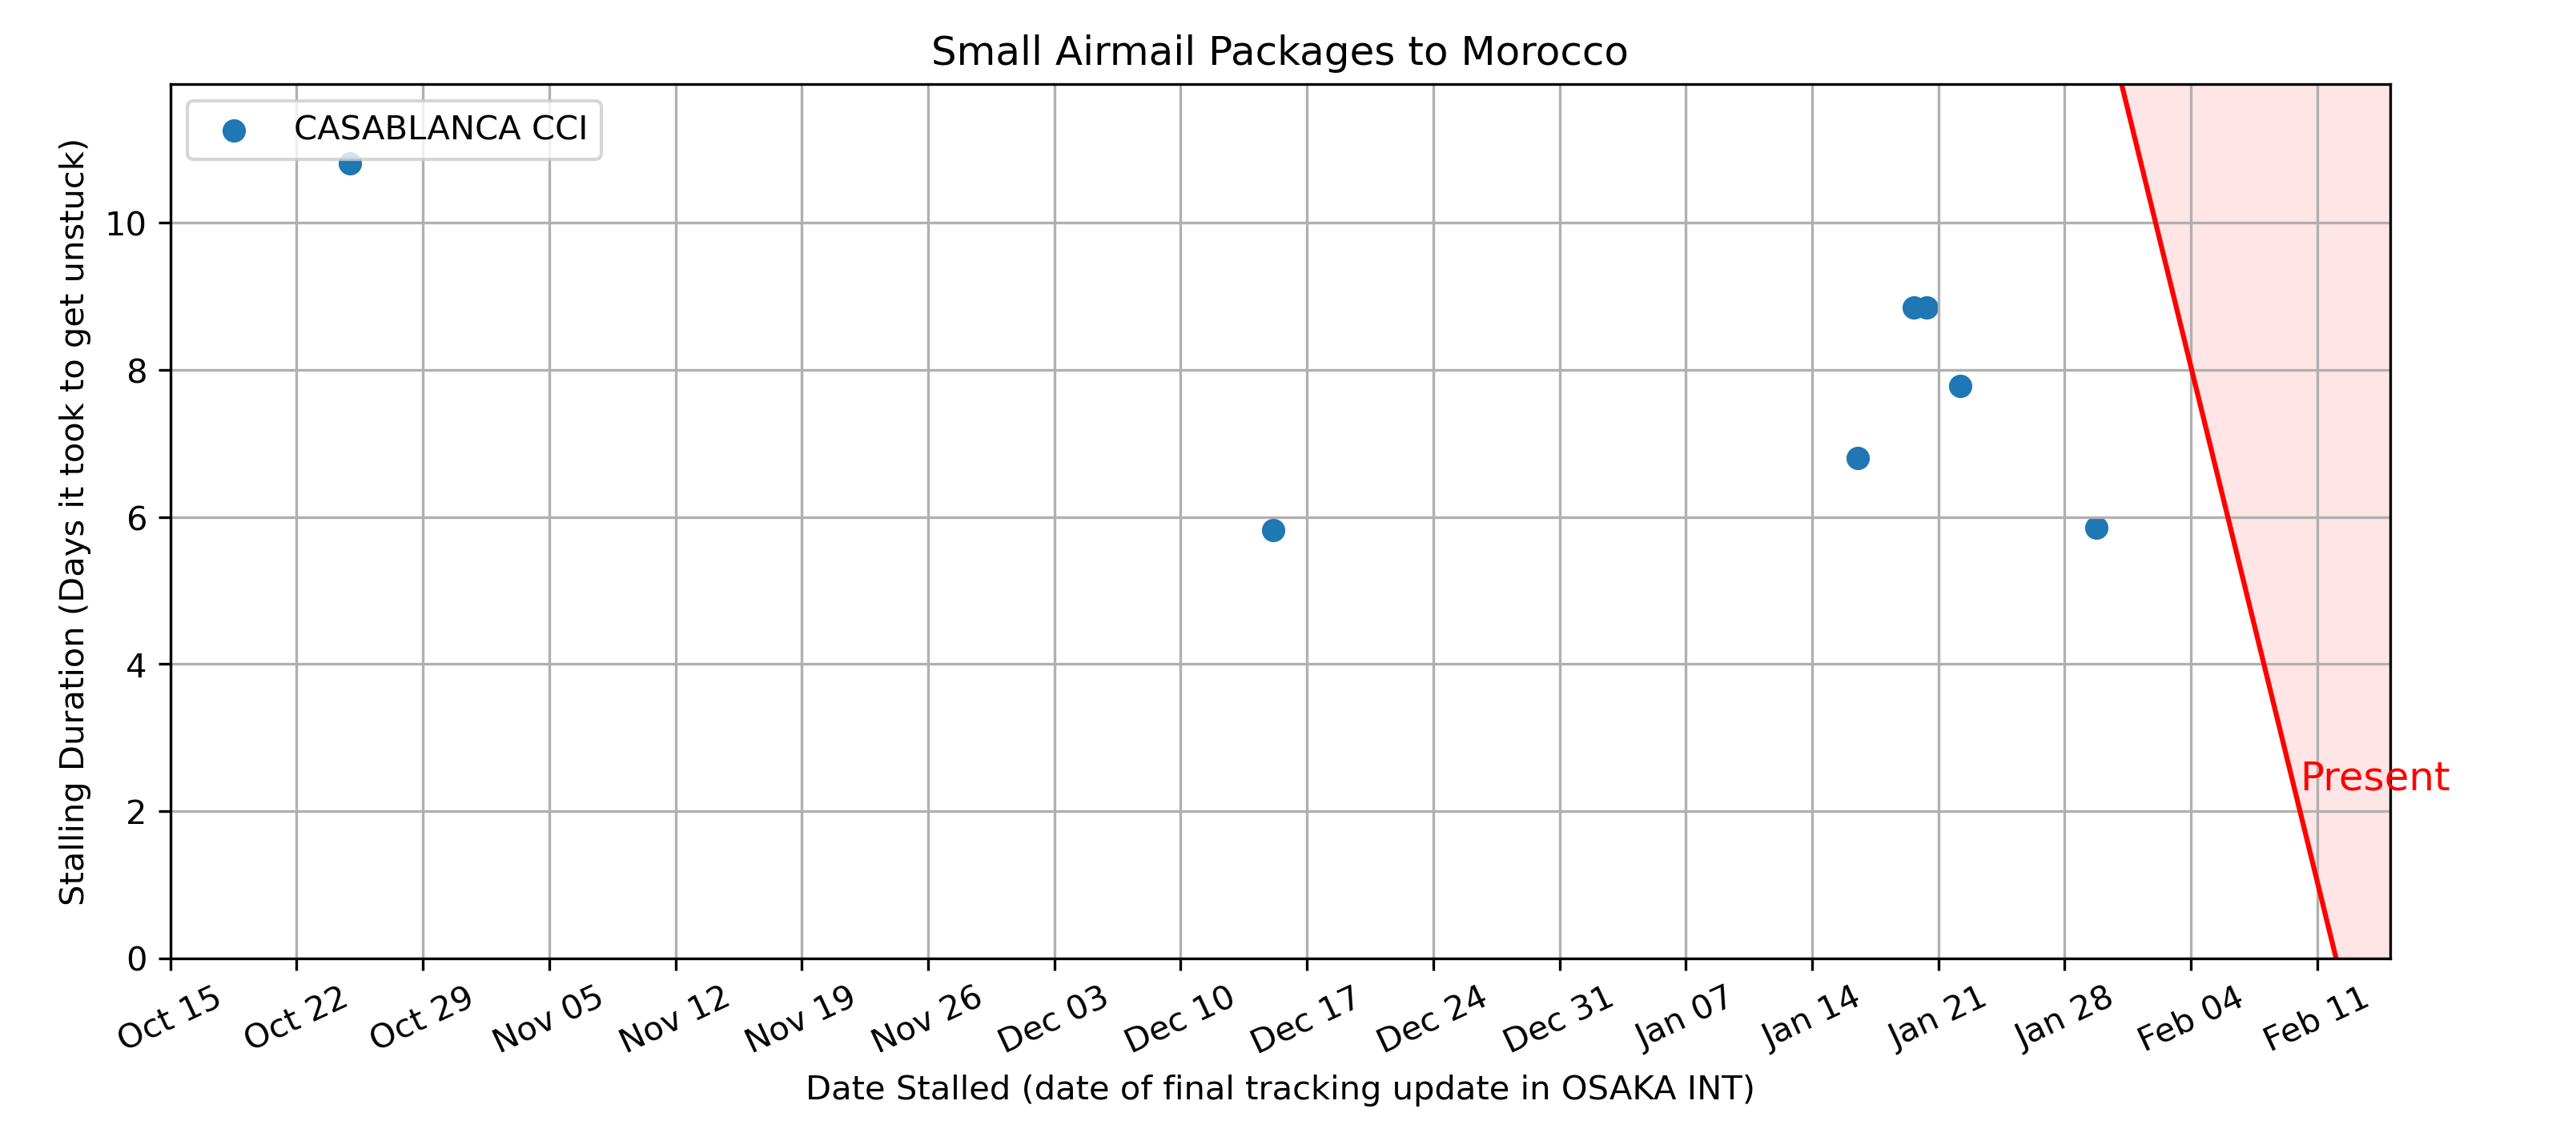 Small Airmail Packages to Morocco
CASABLANCA CCI
Stalling Duration (Days it took to get unstuck)
10
8
6
4
2
0
Present
Oct 15
Oct 22
Oct 29
Nov 05
Nov 12
Nov 19
Nov 26
Dec 03
Dec 10
Dec 17
Dec 24
Dec 31
Jan 07
Jan 14
Jan 21
Jan 28
Feb 04
Feb 11
Date Stalled (date of final tracking update in OSAKA INT)